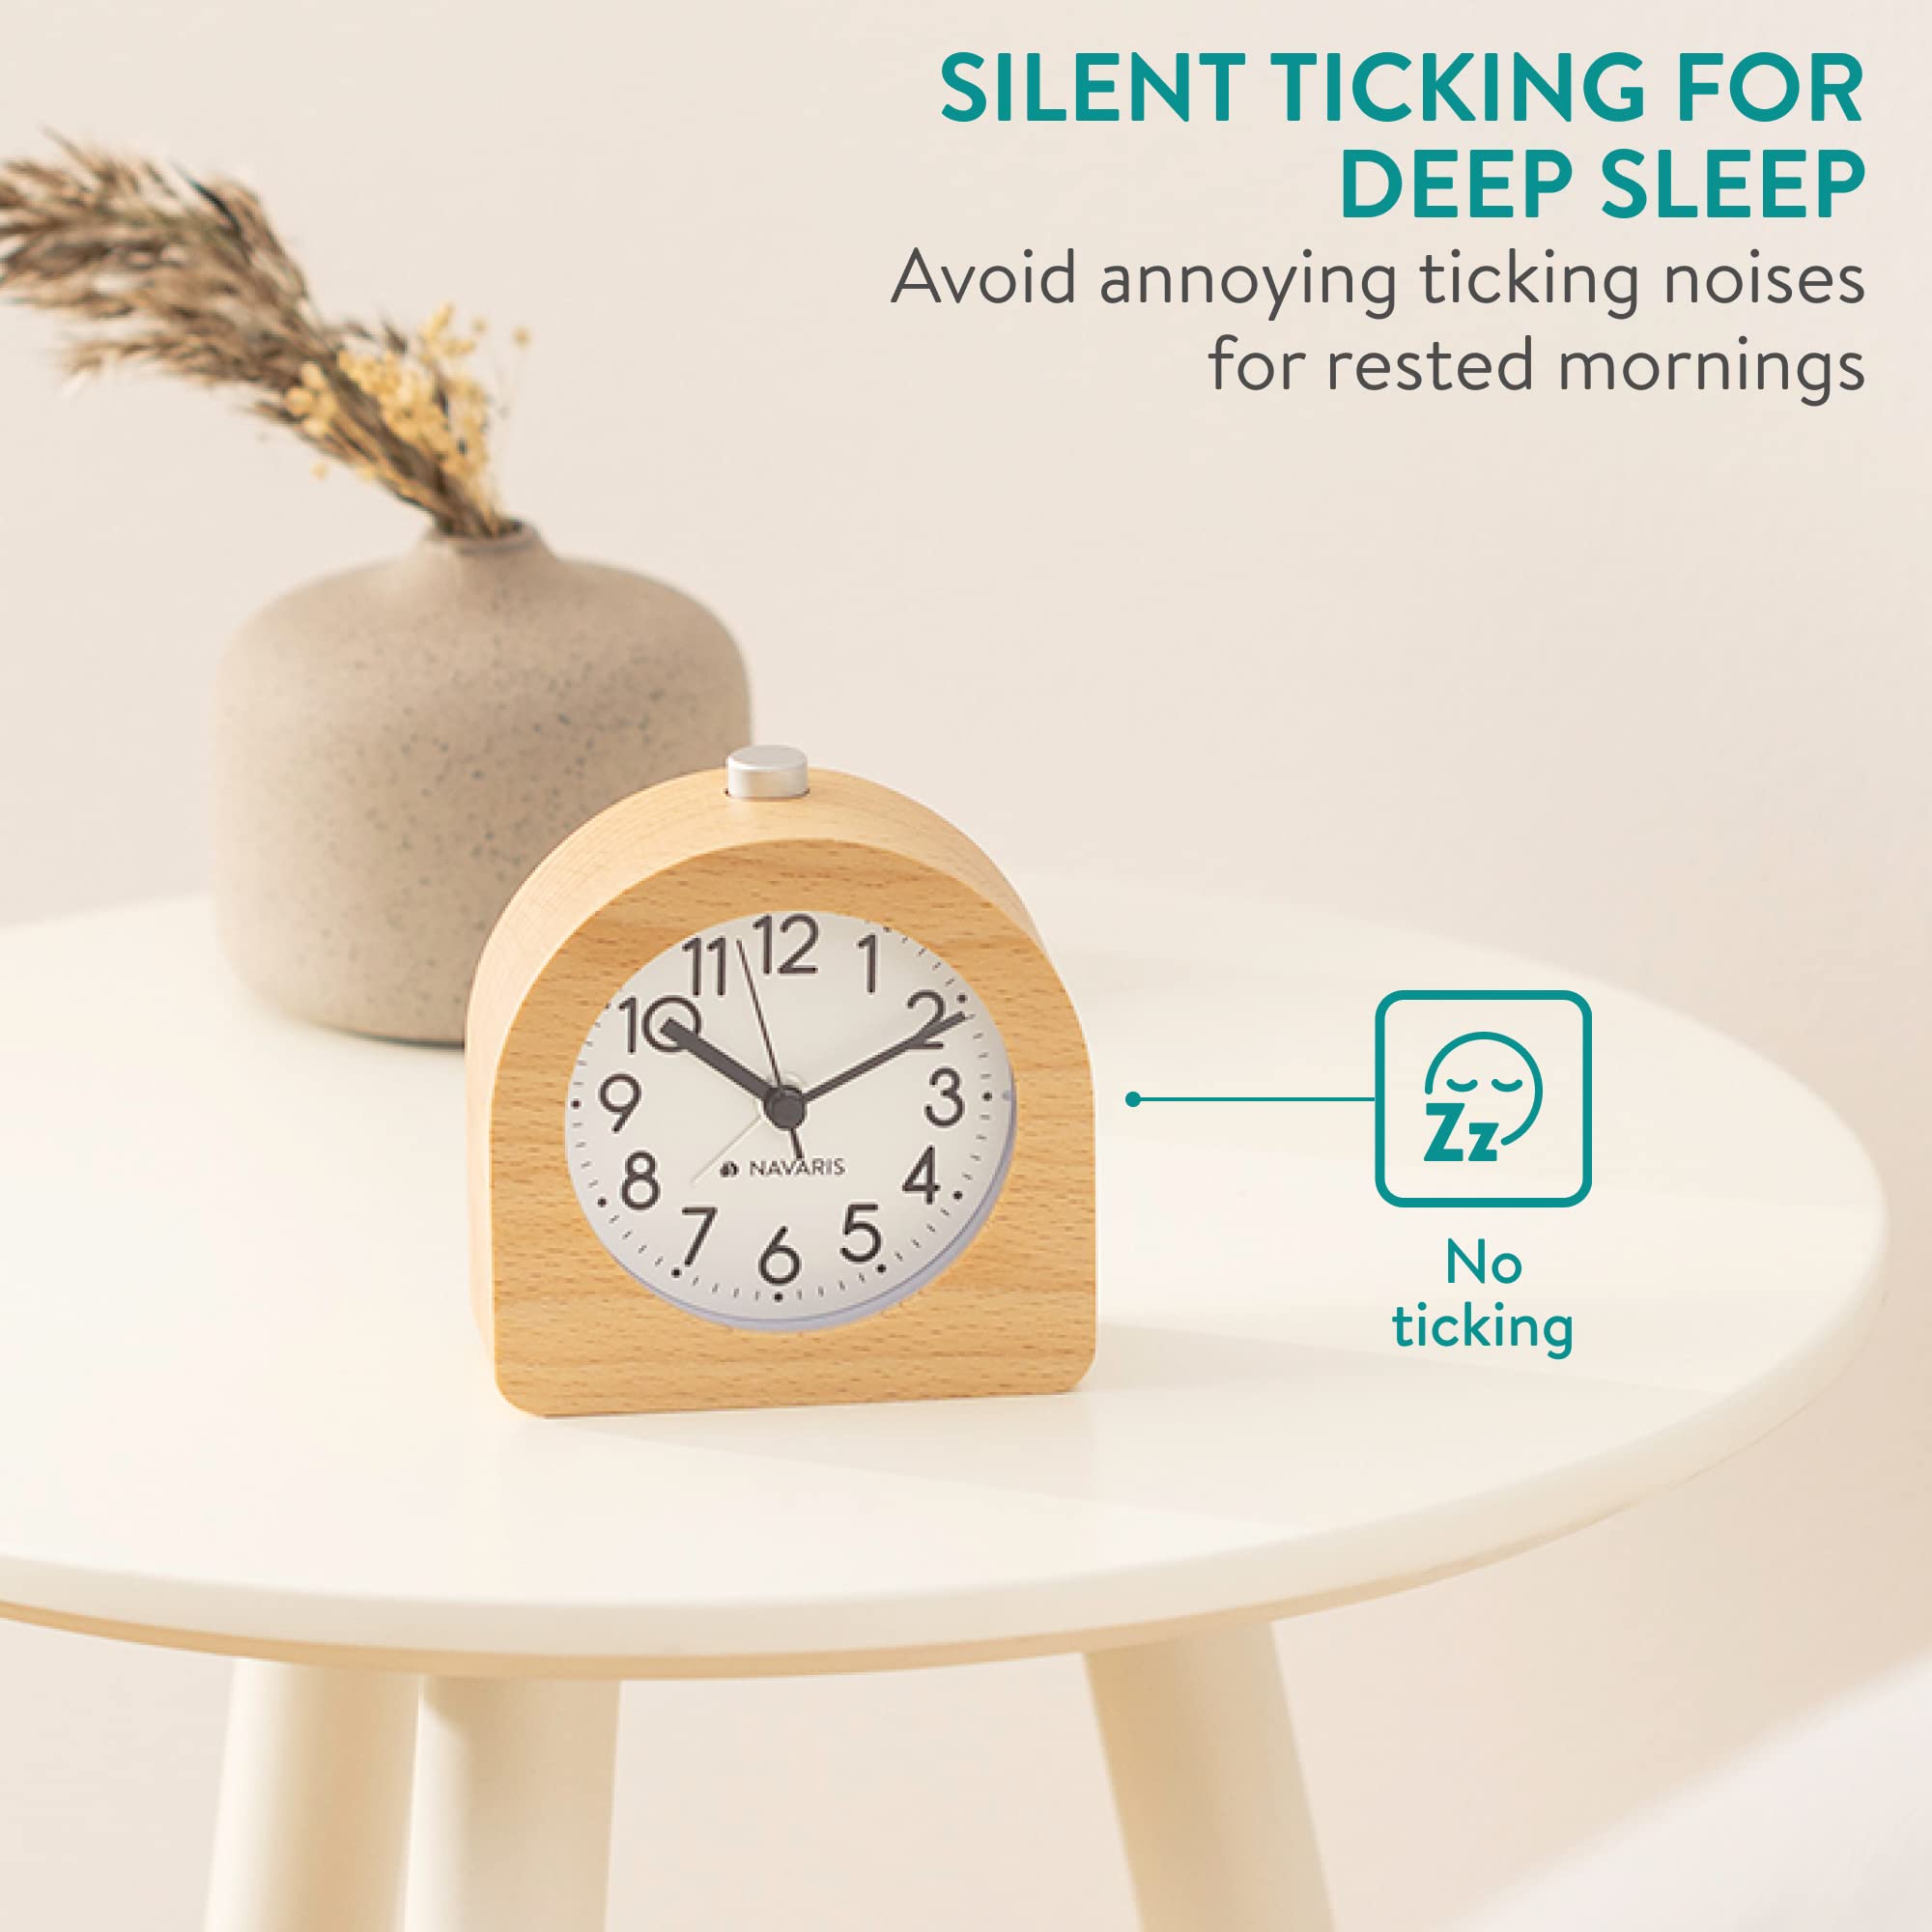 SILENT TICKING FOR
DEEP SLEEP
Avoid annoying ticking noises
for rested mornings
12
1
2
3
4
5
6
7
8
9
10
11
NAVARIS
Zz
No
ticking